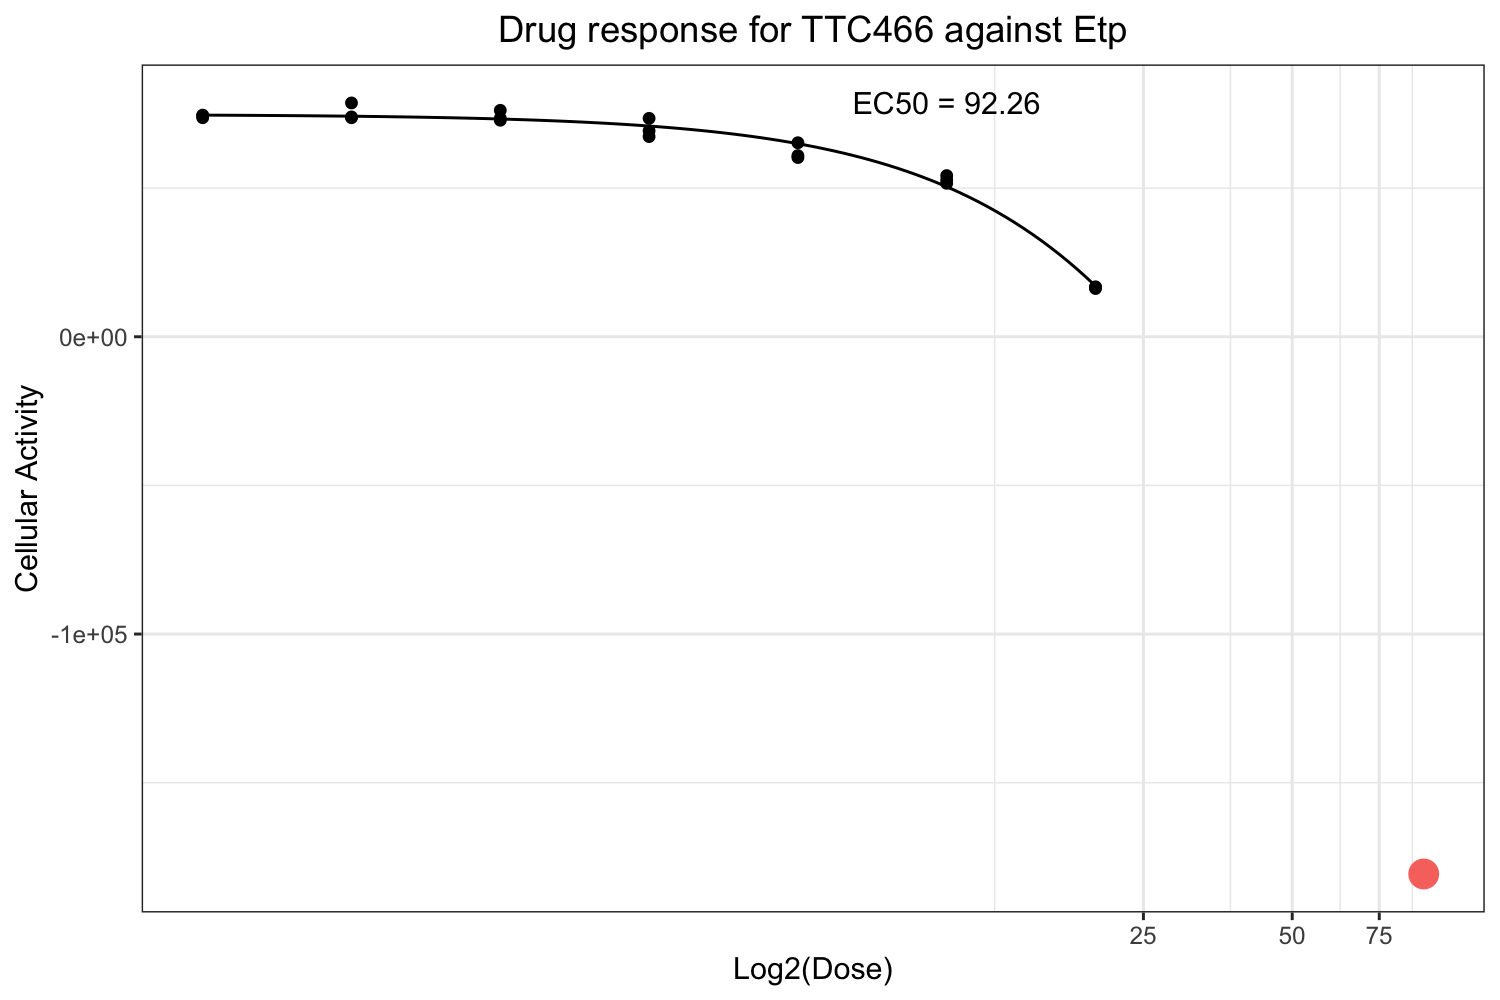 Drug response for TTC466 against Etp
EC50 = 92.26
0e+00
Cellular Activity
-1e+05
25 50 75
Log2(Dose)